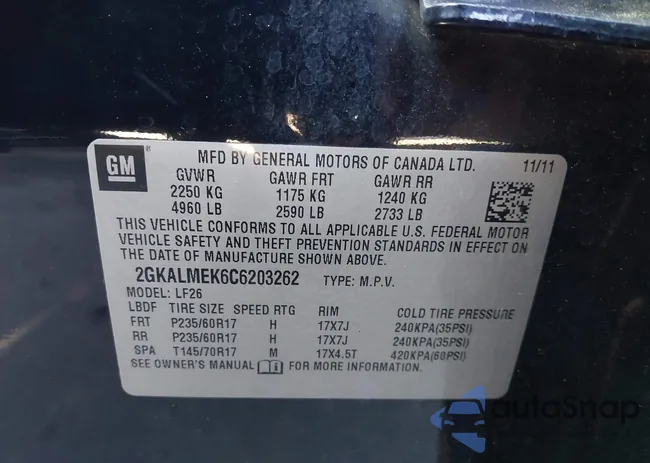 GM ®
MFD BY GENERAL MOTORS OF CANADA LTD. 11/11
GVWR GAWR FRT GAWR RR
2250 KG 1175 KG 1240 KG
4960 LB 2590 LB 2733 LB
THIS VEHICLE CONFORMS TO ALL APPLICABLE U.S. FEDERAL MOTOR
VEHICLE SAFETY AND THEFT PREVENTION STANDARDS IN EFFECT ON
THE DATE OF MANUFACTURE SHOWN ABOVE.
2GKALMEK6C6203262 TYPE: M.P.V.
MODEL: LF26
LBDF TIRE SIZE SPEED RTG RIM COLD TIRE PRESSURE
FRT P235/60R17 H 17X7J 240KPA(35PSI)
RR P235/60R17 H 17X7J 240KPA(35PSI)
SPA T145/70R17 M 17X4.5T 420KPA(60PSI)
SEE OWNER'S MANUAL FOR MORE INFORMATION.
autoSnap